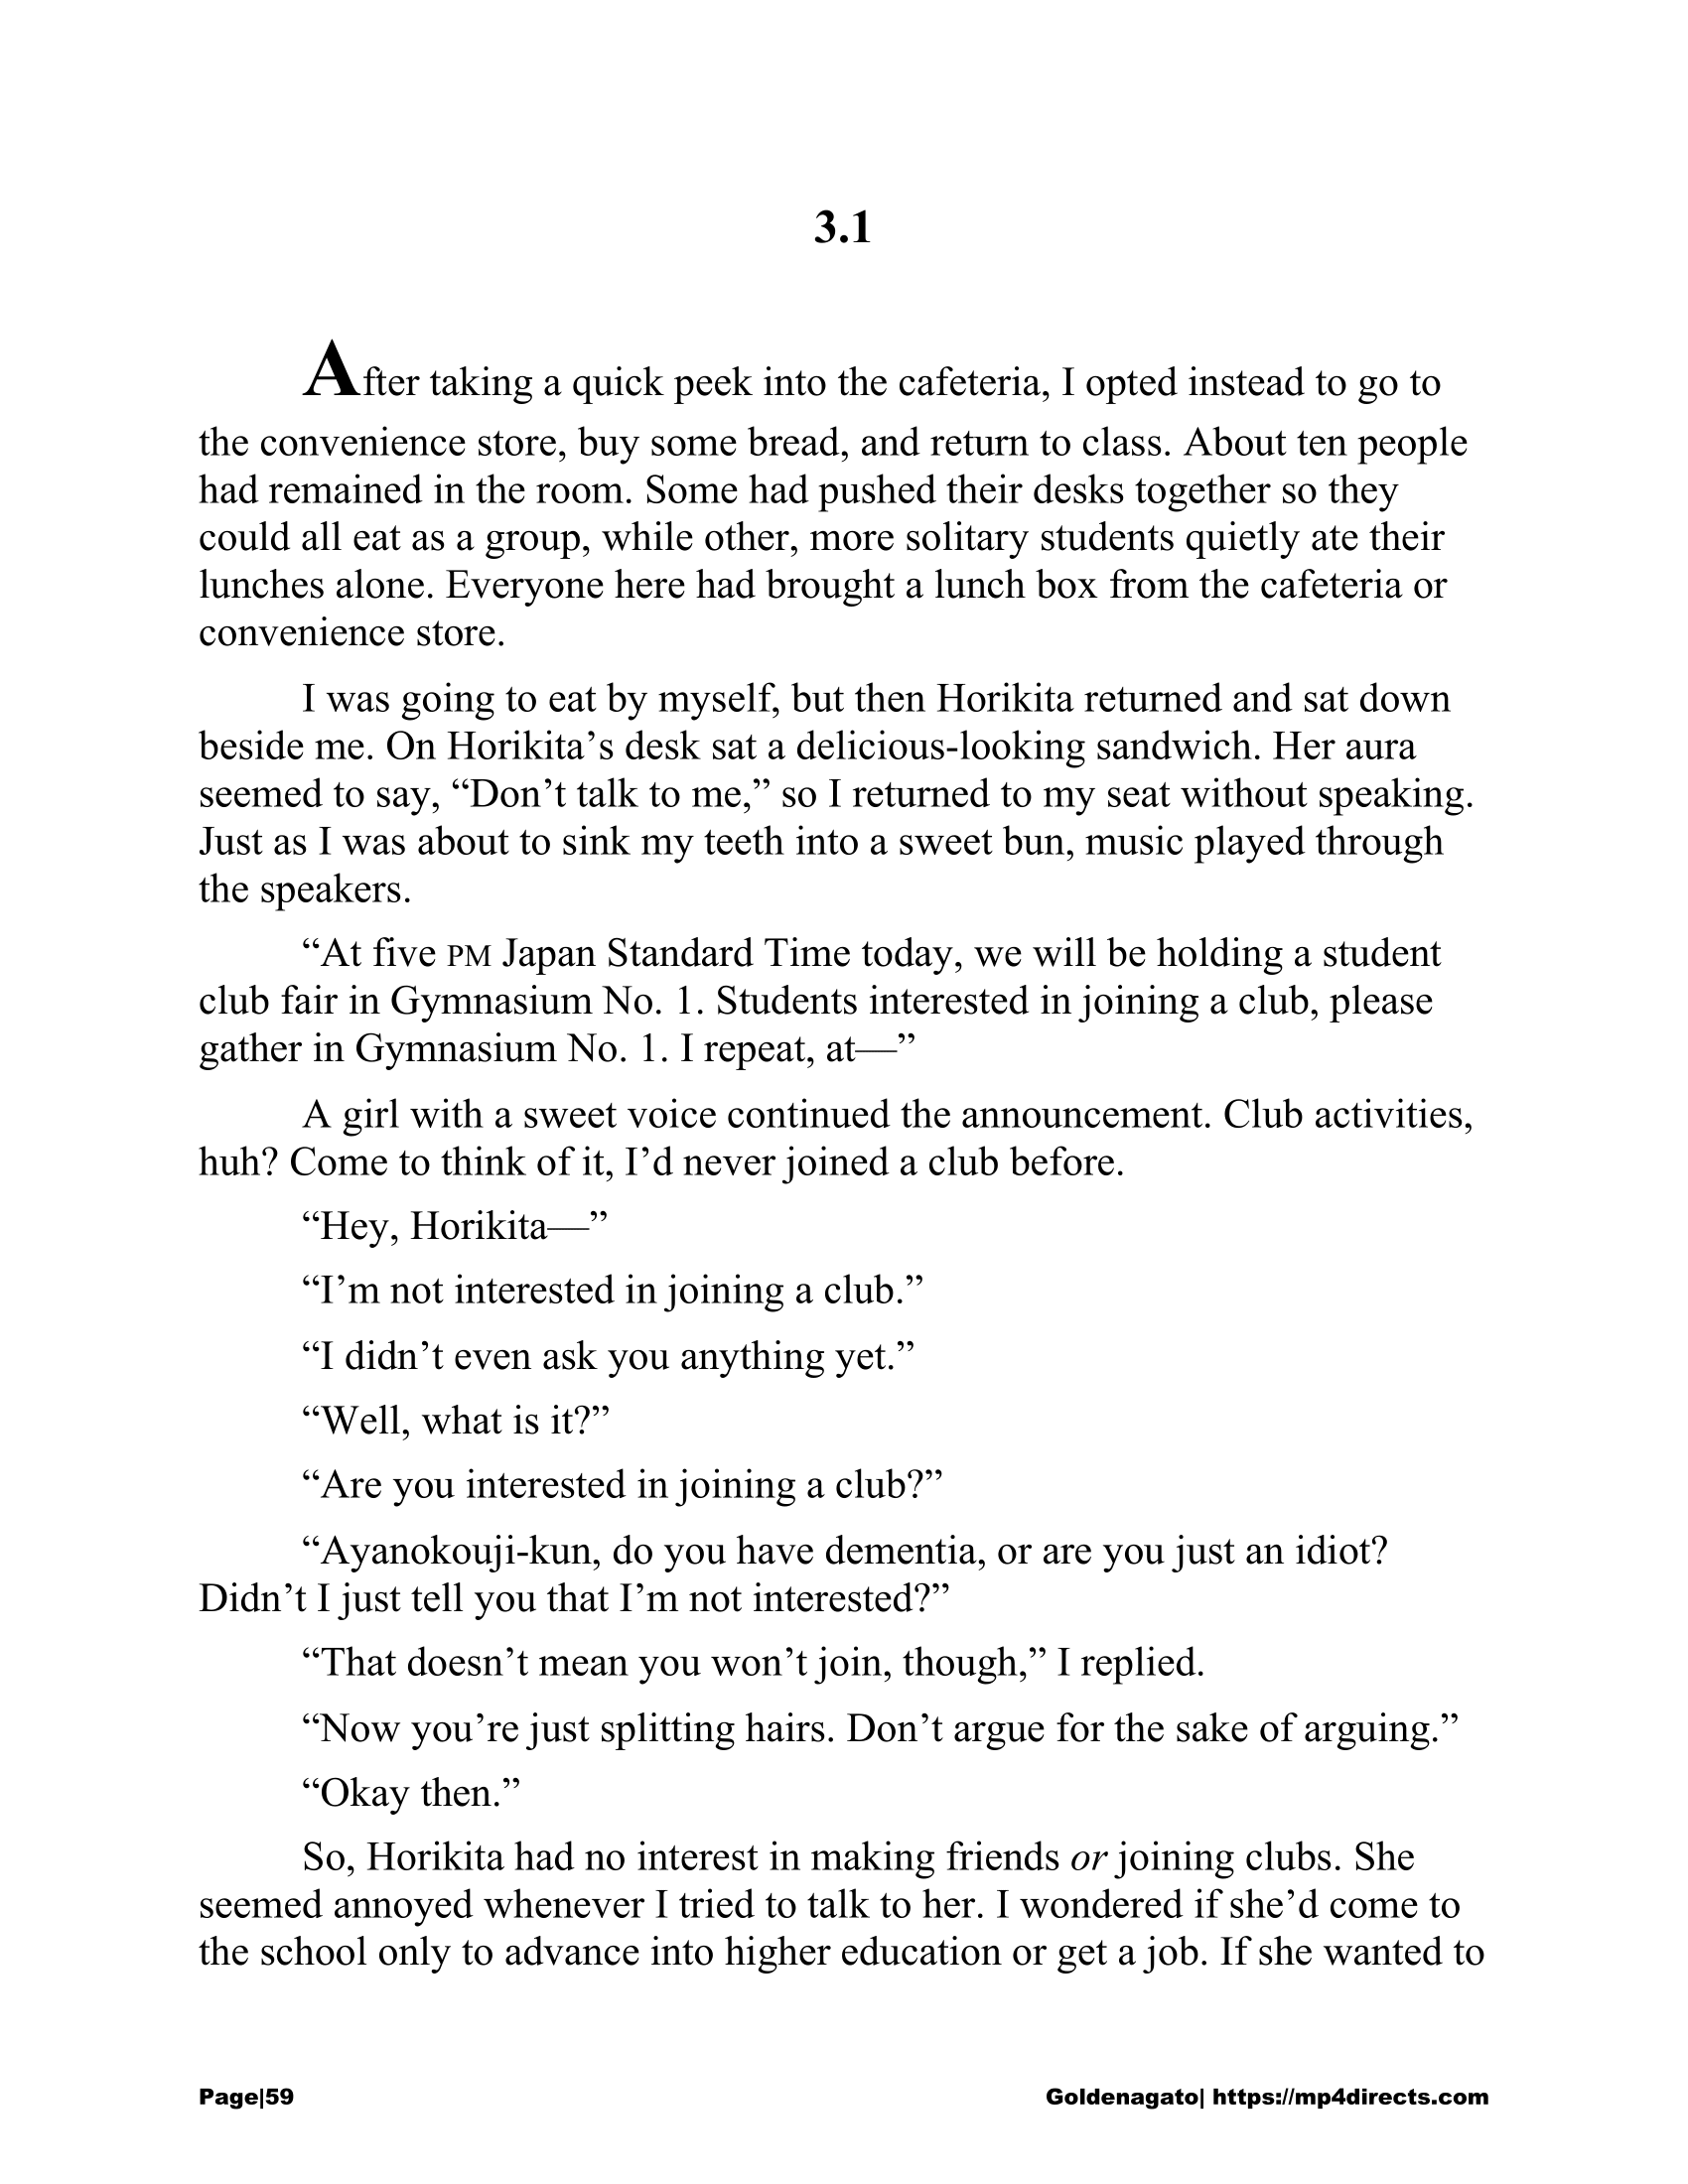 3.1
After taking a quick peek into the cafeteria, I opted instead to go to
the convenience store, buy some bread, and return to class. About ten people
had remained in the room. Some had pushed their desks together so they
could all eat as a group, while other, more solitary students quietly ate their
lunches alone. Everyone here had brought a lunch box from the cafeteria or
convenience store.
I was going to eat by myself, but then Horikita returned and sat down
beside me. On Horikita’s desk sat a delicious-looking sandwich. Her aura
seemed to say, “Don’t talk to me,” so I returned to my seat without speaking.
Just as I was about to sink my teeth into a sweet bun, music played through
the speakers.
“At five PM Japan Standard Time today, we will be holding a student
club fair in Gymnasium No. 1. Students interested in joining a club, please
gather in Gymnasium No. 1. I repeat, at—”
A girl with a sweet voice continued the announcement. Club activities,
huh? Come to think of it, I’d never joined a club before.
“Hey, Horikita—”
“I’m not interested in joining a club.”
“I didn’t even ask you anything yet.”
“Well, what is it?”
“Are you interested in joining a club?”
“Ayanokouji-kun, do you have dementia, or are you just an idiot?
Didn’t I just tell you that I’m not interested?”
“That doesn’t mean you won’t join, though,” I replied.
“Now you’re just splitting hairs. Don’t argue for the sake of arguing.”
“Okay then.”
So, Horikita had no interest in making friends or joining clubs. She
seemed annoyed whenever I tried to talk to her. I wondered if she’d come to
the school only to advance into higher education or get a job. If she wanted to
Page|59 Goldenagato| https://mp4directs.com